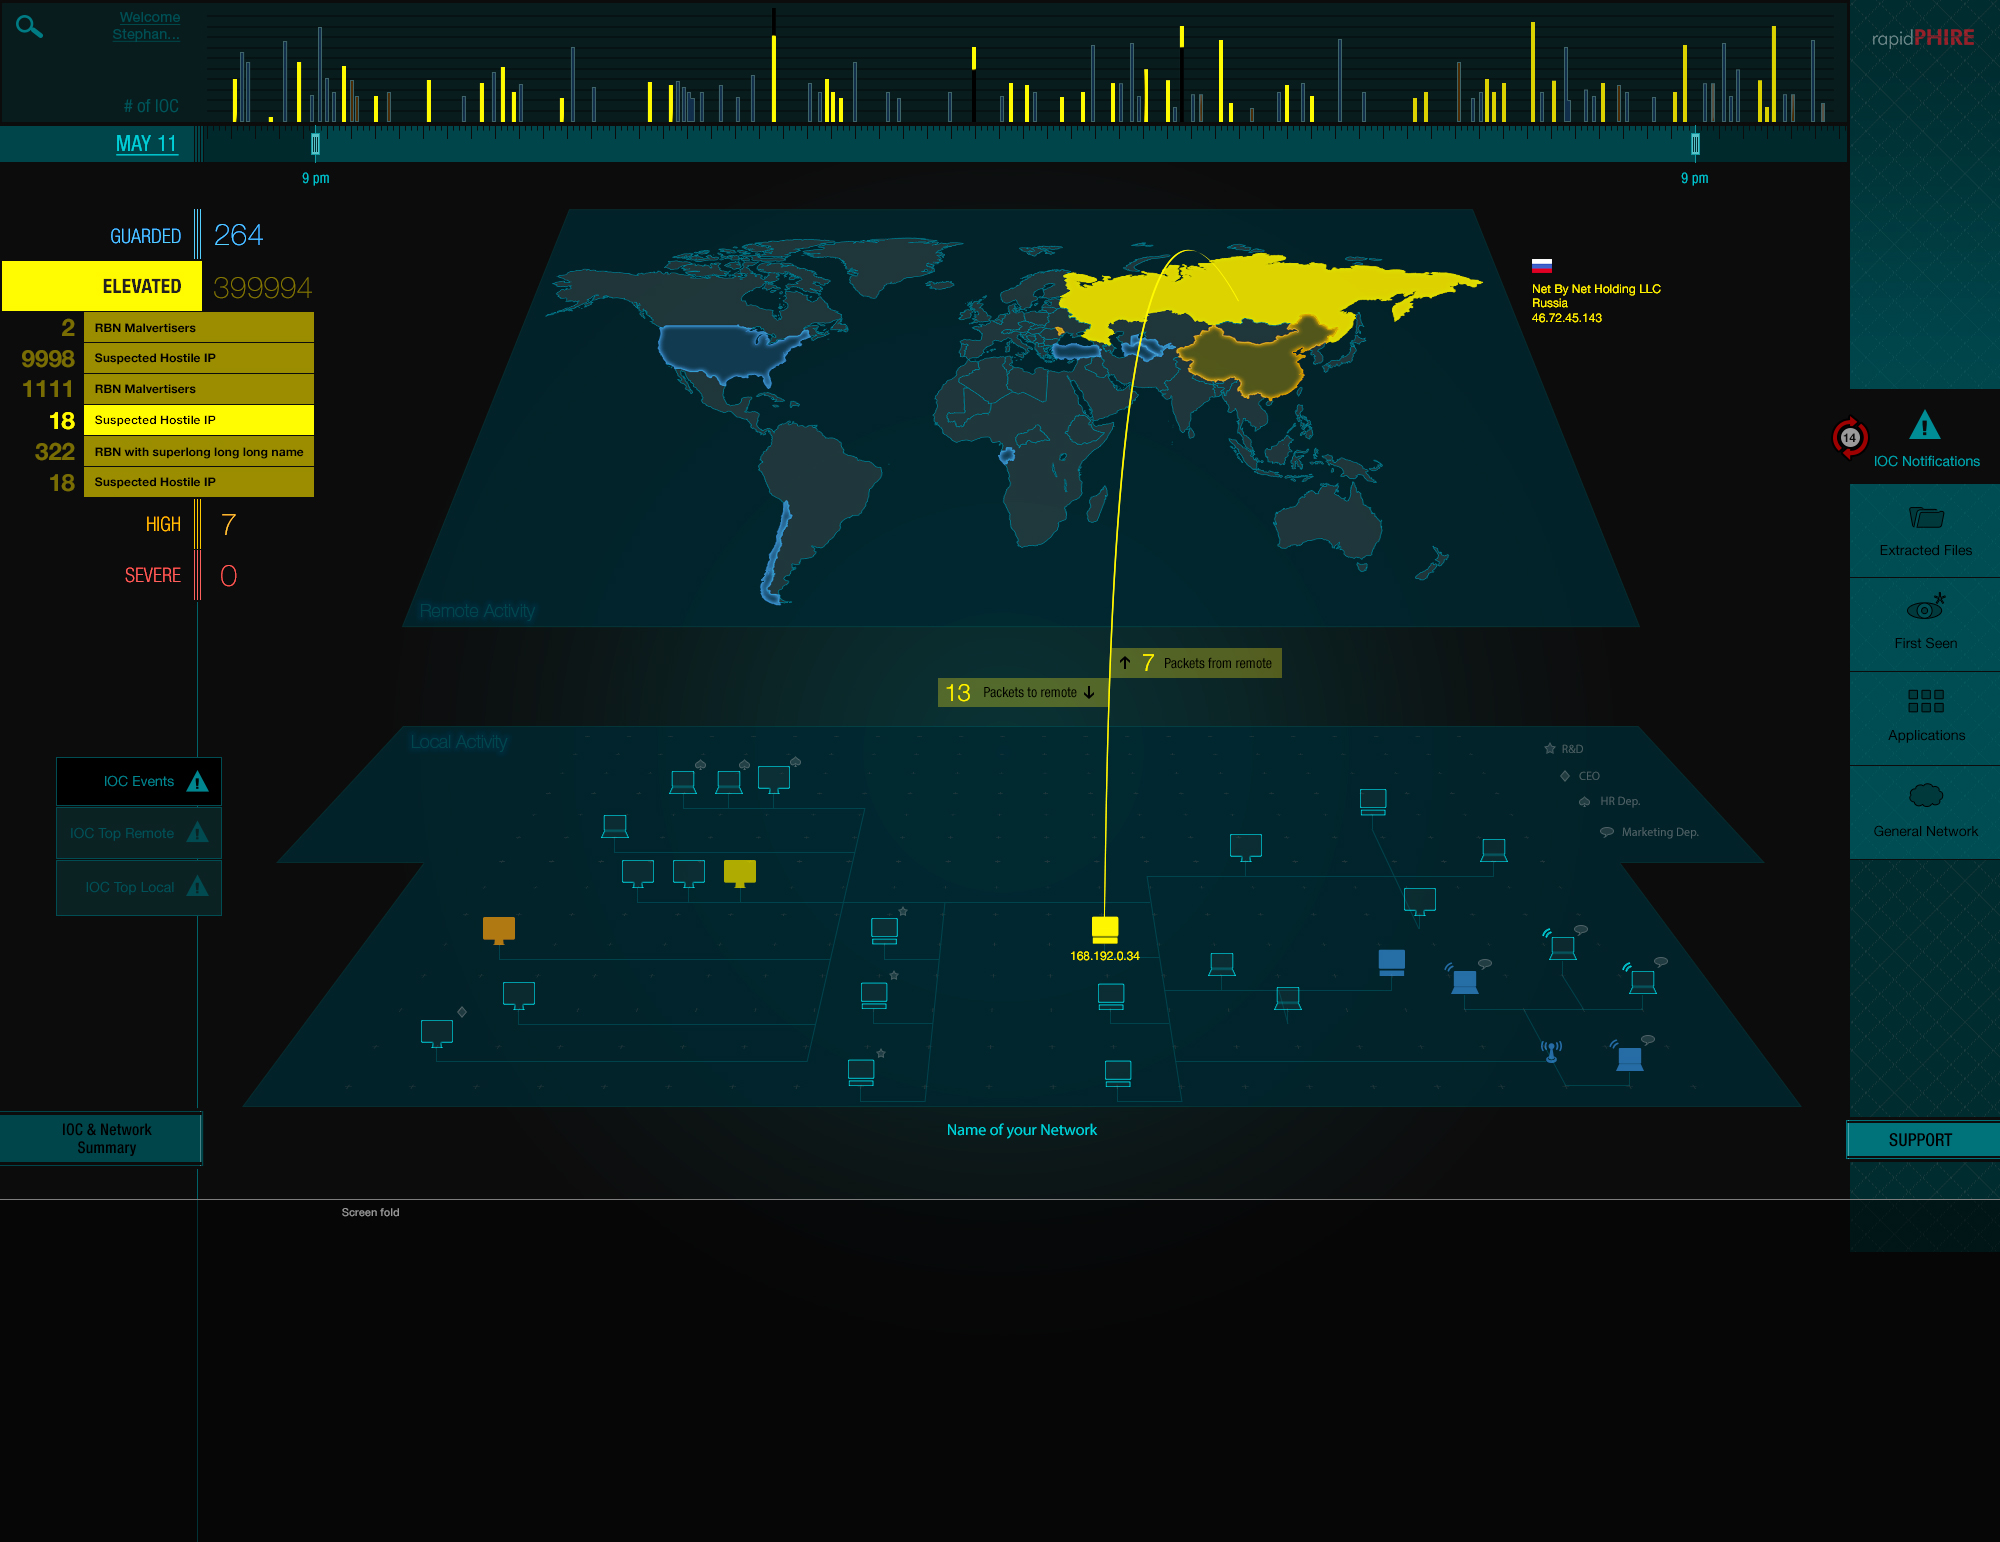 Welcome
Stephan...
rapidPHIRE
# of IOC
MAY 11
9 pm
9 pm
GUARDED 264
ELEVATED 399994
2 RBN Malvertisers
9998 Suspected Hostile IP
1111 RBN Malvertisers
18 Suspected Hostile IP
322 RBN with superlong long long name
18 Suspected Hostile IP
HIGH 7
SEVERE 0
Net By Net Holding LLC
Russia
46.72.45.143
14
IOC Notifications
Extracted Files
First Seen
Applications
General Network
Remote Activity
7 Packets from remote
13 Packets to remote
Local Activity
R&D
CEO
HR Dep.
Marketing Dep.
IOC Events
IOC Top Remote
IOC Top Local
168.192.0.34
Name of your Network
IOC & Network
Summary
SUPPORT
Screen fold